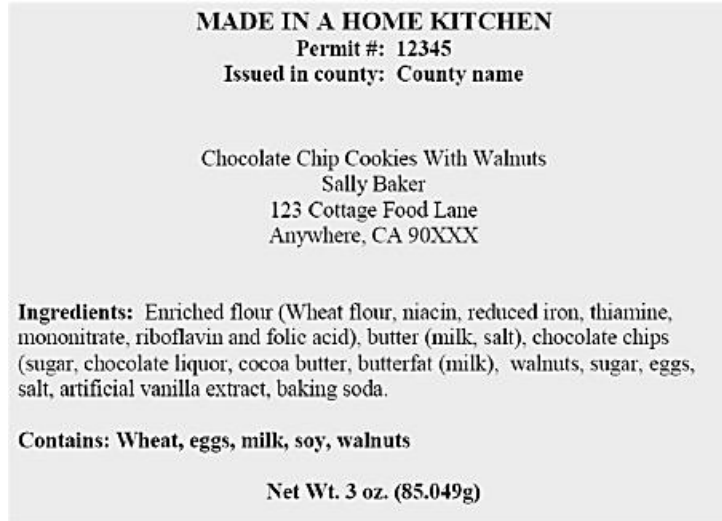 MADE IN A HOME KITCHEN
Permit #: 12345
Issued in county: County name
Chocolate Chip Cookies With Walnuts
Sally Baker
123 Cottage Food Lane
Anywhere, CA 90XXX
Ingredients: Enriched flour (Wheat flour, niacin, reduced iron, thiamine,
mononitrate, riboflavin and folic acid), butter (milk, salt), chocolate chips
(sugar, chocolate liquor, cocoa butter, butterfat (milk), walnuts, sugar, eggs,
salt, artificial vanilla extract, baking soda.
Contains: Wheat, eggs, milk, soy, walnuts
Net Wt. 3 oz. (85.049g)